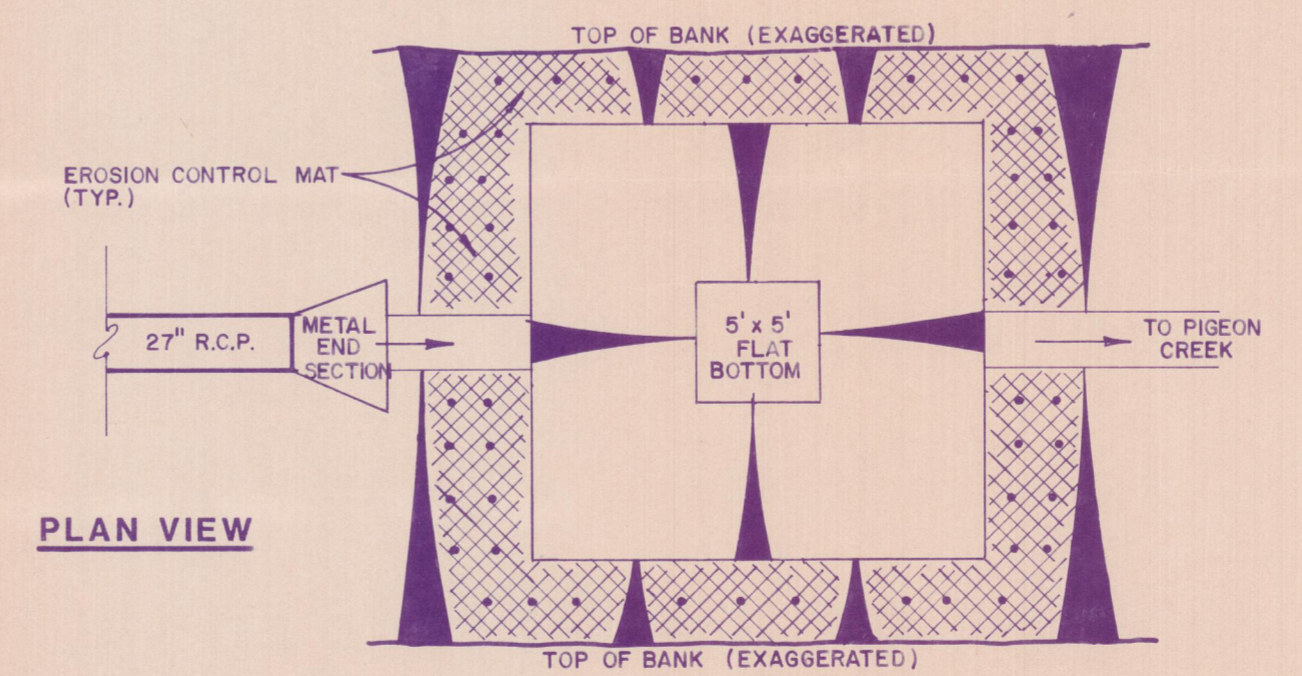 TOP OF BANK (EXAGGERATED)
EROSION CONTROL MAT
(TYP.)
27" R.C.P.
METAL
END
SECTION
5' x 5'
FLAT
BOTTOM
TO PIGEON
CREEK
PLAN VIEW
TOP OF BANK (EXAGGERATED)